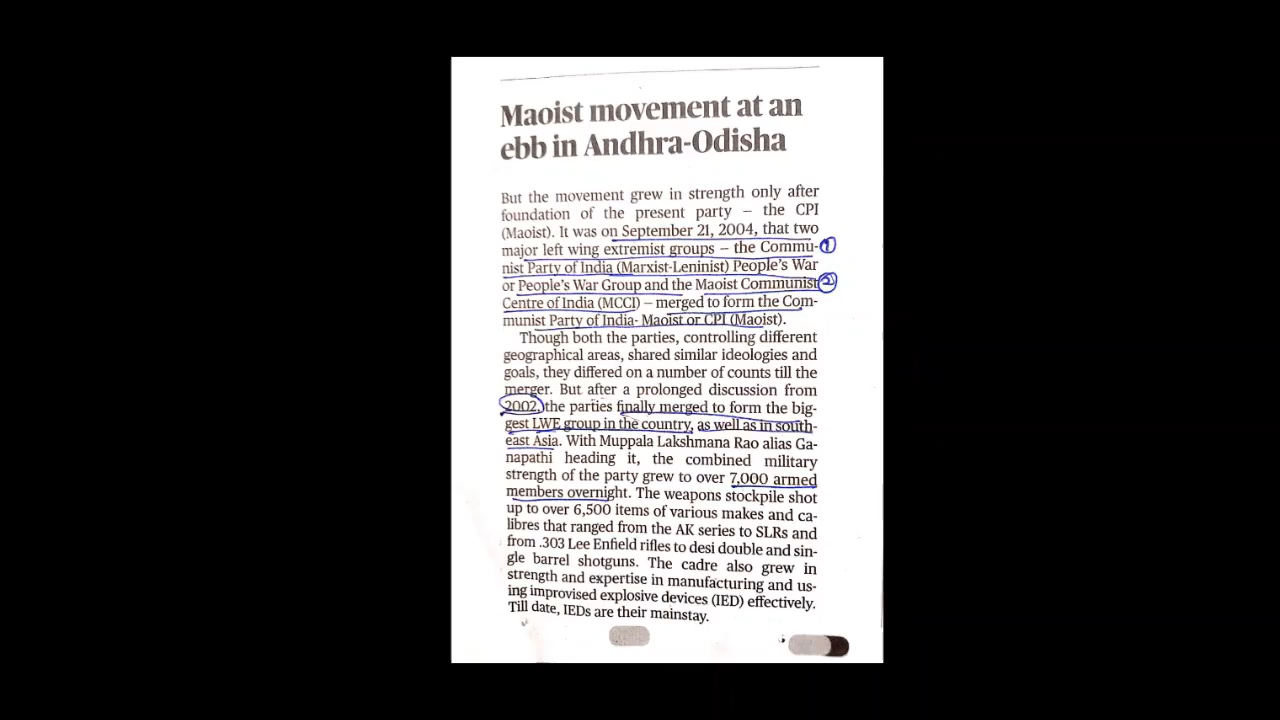 Maoist movement at an
ebb in Andhra-Odisha
But the movement grew in strength only after
foundation of the present party – the CPI
(Maoist). It was on September 21, 2004, that two
major left wing extremist groups – the Commu- 1
nist Party of India (Marxist-Leninist) People's War
or People's War Group and the Maoist Communist 2
Centre of India (MCCI) – merged to form the Com-
munist Party of India- Maoist or CPI (Maoist).
Though both the parties, controlling different
geographical areas, shared similar ideologies and
goals, they differed on a number of counts till the
merger. But after a prolonged discussion from
2002, the parties finally merged to form the big-
gest LWE group in the country, as well as in south-
east Asia. With Muppala Lakshmana Rao alias Ga-
napathi heading it, the combined military
strength of the party grew to over 7,000 armed
members overnight. The weapons stockpile shot
up to over 6,500 items of various makes and ca-
libres that ranged from the AK series to SLRs and
from .303 Lee Enfield rifles to desi double and sin-
gle barrel shotguns. The cadre also grew in
strength and expertise in manufacturing and us-
ing improvised explosive devices (IED) effectively.
Till date, IEDs are their mainstay.